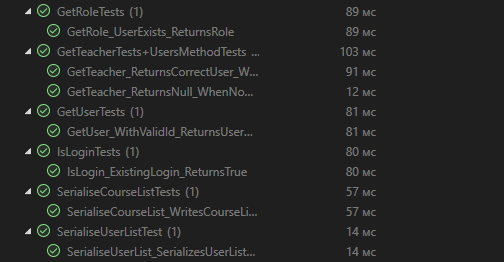 GetRoleTests (1) 89 мс
GetRole_UserExists_ReturnsRole 89 мс
GetTeacherTests+UsersMethodTests ... 103 мс
GetTeacher_ReturnsCorrectUser_W... 91 мс
GetTeacher_ReturnsNull_WhenNo... 12 мс
GetUserTests (1) 81 мс
GetUser_WithValidId_ReturnsUser... 81 мс
IsLoginTests (1) 80 мс
IsLogin_ExistingLogin_ReturnsTrue 80 мс
SerialiseCourseListTests (1) 57 мс
SerialiseCourseList_WritesCourseLi... 57 мс
SerialiseUserListTest (1) 14 мс
SerialiseUserList_SerializesUserList... 14 мс